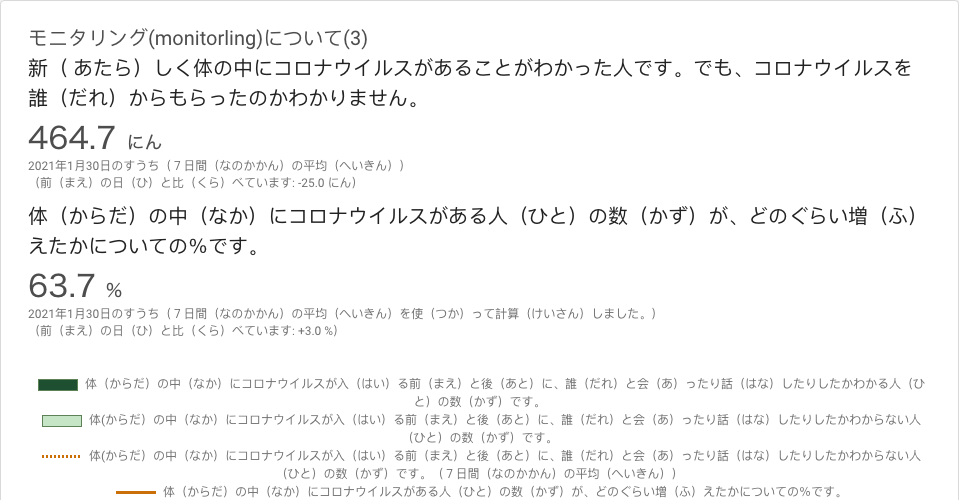 モニタリング(monitorling)について(3)
新（ あたら）しく体の中にコロナウイルスがあることがわかった人です。でも、コロナウイルスを
誰（だれ）からもらったのかわかりません。
464.7 にん
2021年1月30日のすうち（７日間（なのかかん）の平均（へいきん））
（前（まえ）の日（ひ）と比（くら）べています: -25.0 にん）
体（からだ）の中（なか）にコロナウイルスがある人（ひと）の数（かず）が、どのぐらい増（ふ）
えたかについての%です。
63.7 %
2021年1月30日のすうち（７日間（なのかかん）の平均（へいきん）を使（つか）って計算（けいさん）しました。）
（前（まえ）の日（ひ）と比（くら）べています: +3.0 %）
体（からだ）の中（なか）にコロナウイルスが入（はい）る前（まえ）と後（あと）に、誰（だれ）と会（あ）ったり話（はな）したりしたかわかる人（ひ
と）の数（かず）です。
体(からだ）の中（なか）にコロナウイルスが入（はい）る前（まえ）と後（あと）に、誰（だれ）と会（あ）ったり話（はな）したりしたかわからない人
（ひと）の数（かず）です。
体(からだ）の中（なか）にコロナウイルスが入（はい）る前（まえ）と後（あと）に、誰（だれ）と会（あ）ったり話（はな）したりしたかわからない人
（ひと）の数（かず）です。（７日間（なのかかん）の平均（へいきん））
体（からだ）の中（なか）にコロナウイルスがある人（ひと）の数（かず）が、どのぐらい増（ふ）えたかについての%です。